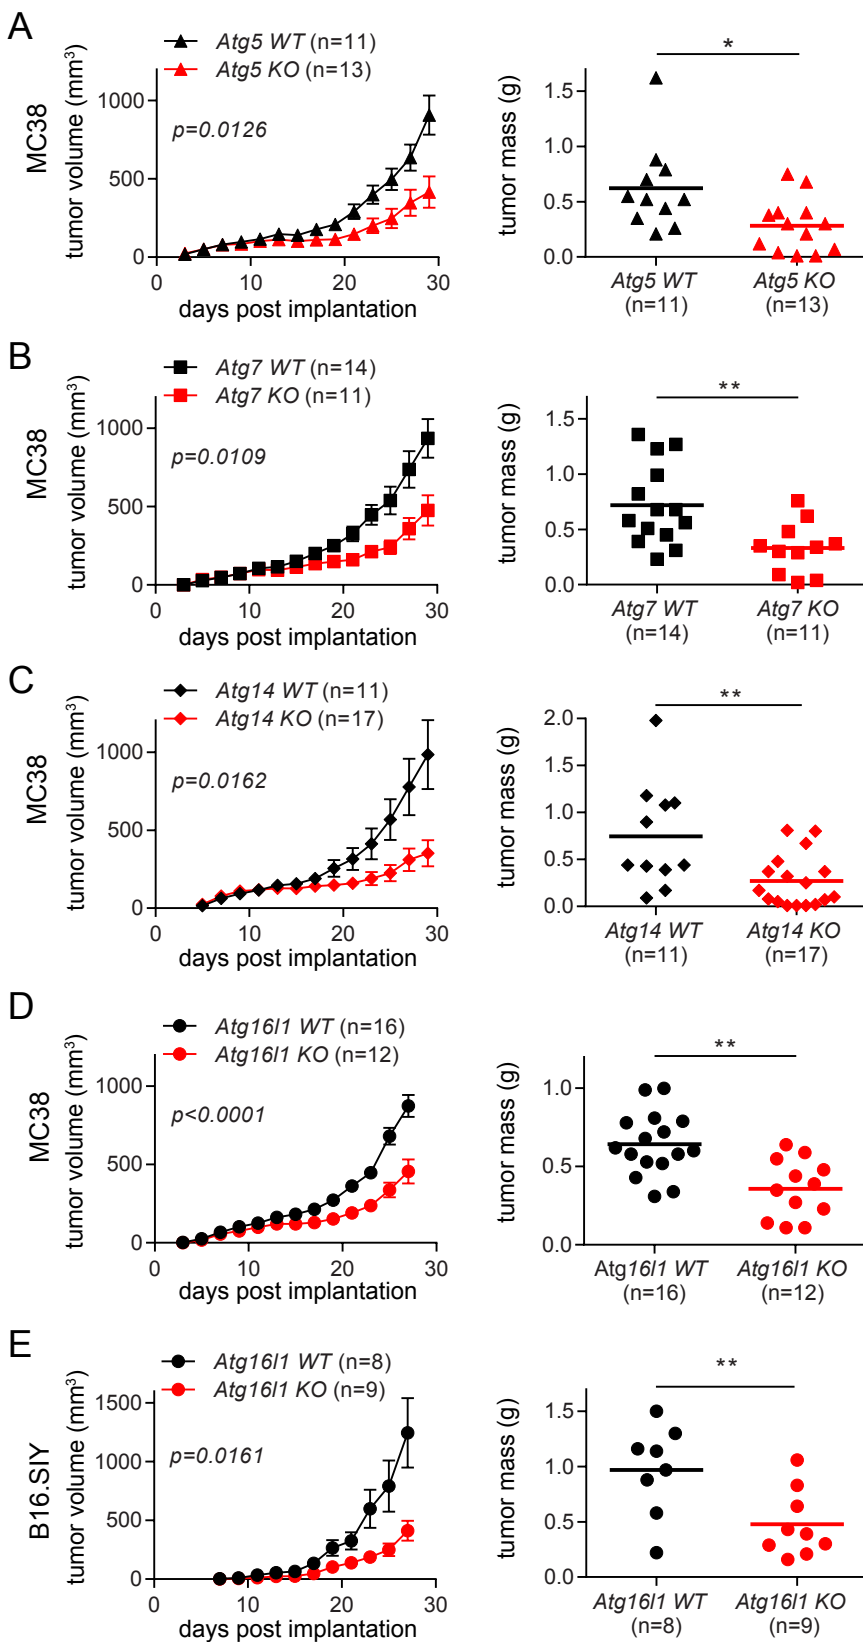 A
Atg5 WT (n=11)
Atg5 KO (n=13)
MC38
tumor volume (mm³)
1000
500
0
p=0.0126
0 10 20 30
days post implantation
*
tumor mass (g)
1.5
1.0
0.5
0.0
Atg5 WT Atg5 KO
(n=11) (n=13)
B
Atg7 WT (n=14)
Atg7 KO (n=11)
MC38
tumor volume (mm³)
1000
500
0
p=0.0109
0 10 20 30
days post implantation
**
tumor mass (g)
1.5
1.0
0.5
0.0
Atg7 WT Atg7 KO
(n=14) (n=11)
C
Atg14 WT (n=11)
Atg14 KO (n=17)
MC38
tumor volume (mm³)
1000
500
0
p=0.0162
0 10 20 30
days post implantation
**
tumor mass (g)
2.0
1.5
1.0
0.5
0.0
Atg14 WT Atg14 KO
(n=11) (n=17)
D
Atg16l1 WT (n=16)
Atg16l1 KO (n=12)
MC38
tumor volume (mm³)
1000
500
0
p<0.0001
0 10 20 30
days post implantation
**
tumor mass (g)
1.0
0.5
0.0
Atg16l1 WT Atg16l1 KO
(n=16) (n=12)
E
Atg16l1 WT (n=8)
Atg16l1 KO (n=9)
B16.SIY
tumor volume (mm³)
1500
1000
500
0
p=0.0161
0 10 20 30
days post implantation
**
tumor mass (g)
1.5
1.0
0.5
0.0
Atg16l1 WT Atg16l1 KO
(n=8) (n=9)